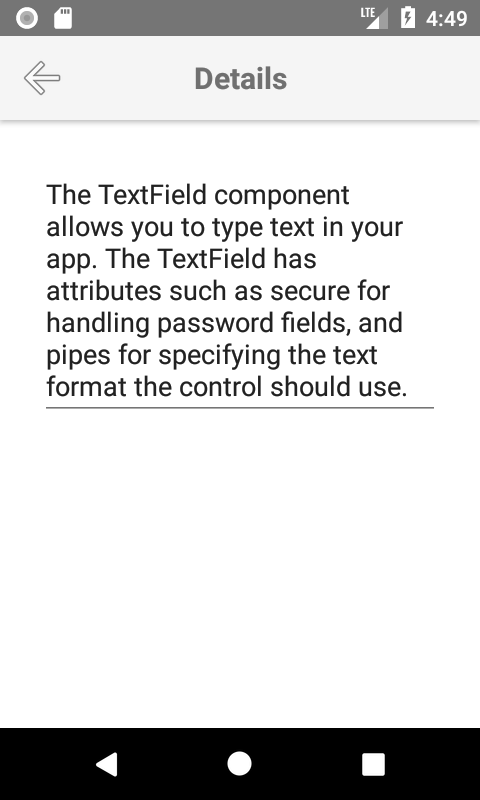 LTE 4:49
Details
The TextField component
allows you to type text in your
app. The TextField has
attributes such as secure for
handling password fields, and
pipes for specifying the text
format the control should use.